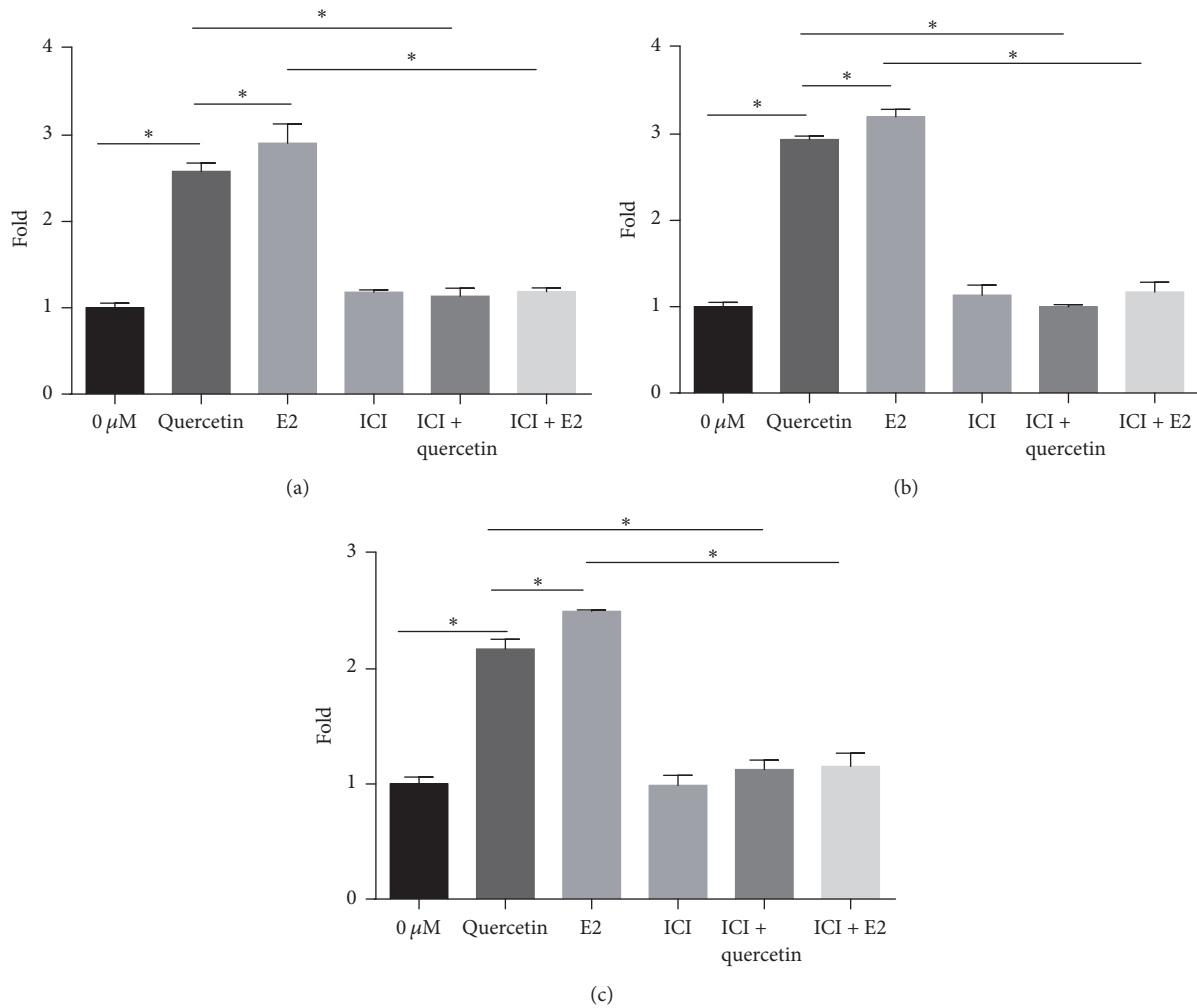 *
*
*
*
4
3
2
1
0
Fold
0 μM Quercetin E2 ICI ICI + quercetin ICI + E2
(a)
*
*
*
*
4
3
2
1
0
Fold
0 μM Quercetin E2 ICI ICI + quercetin ICI + E2
(b)
*
*
*
*
3
2
1
0
Fold
0 μM Quercetin E2 ICI ICI + quercetin ICI + E2
(c)